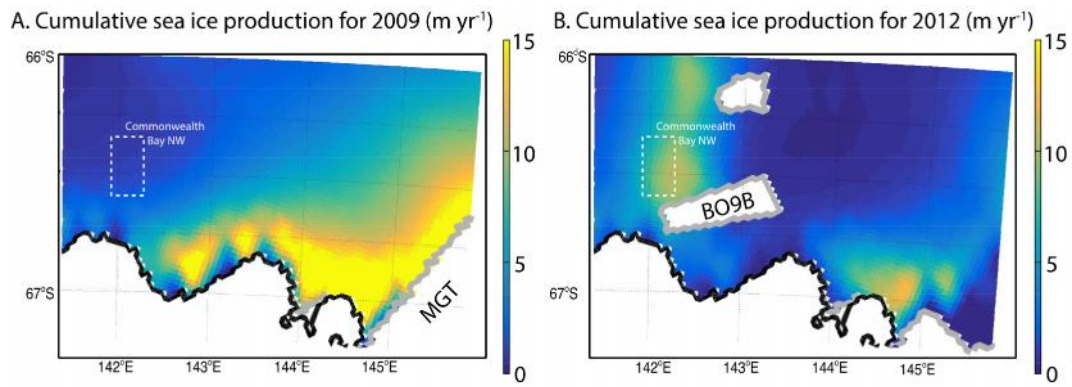 A. Cumulative sea ice production for 2009 (m yr⁻¹)
66°S
67°S
Commonwealth
Bay NW
MGT
142°E
143°E
144°E
145°E
15
10
5
0
B. Cumulative sea ice production for 2012 (m yr⁻¹)
66°S
67°S
Commonwealth
Bay NW
BO9B
142°E
143°E
144°E
145°E
15
10
5
0